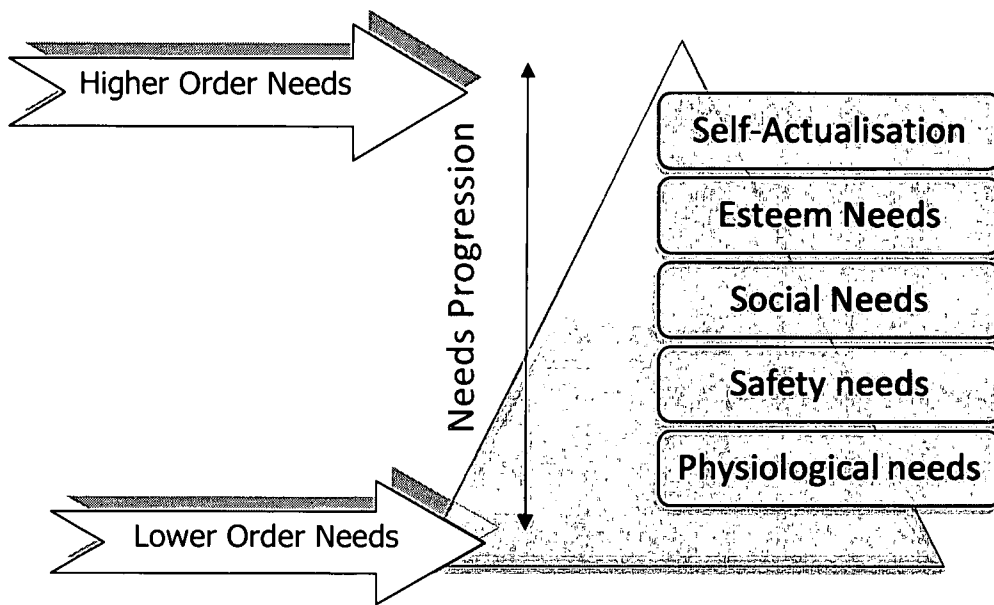 Higher Order Needs
Needs Progression
Self-Actualisation
Esteem Needs
Social Needs
Safety needs
Physiological needs
Lower Order Needs